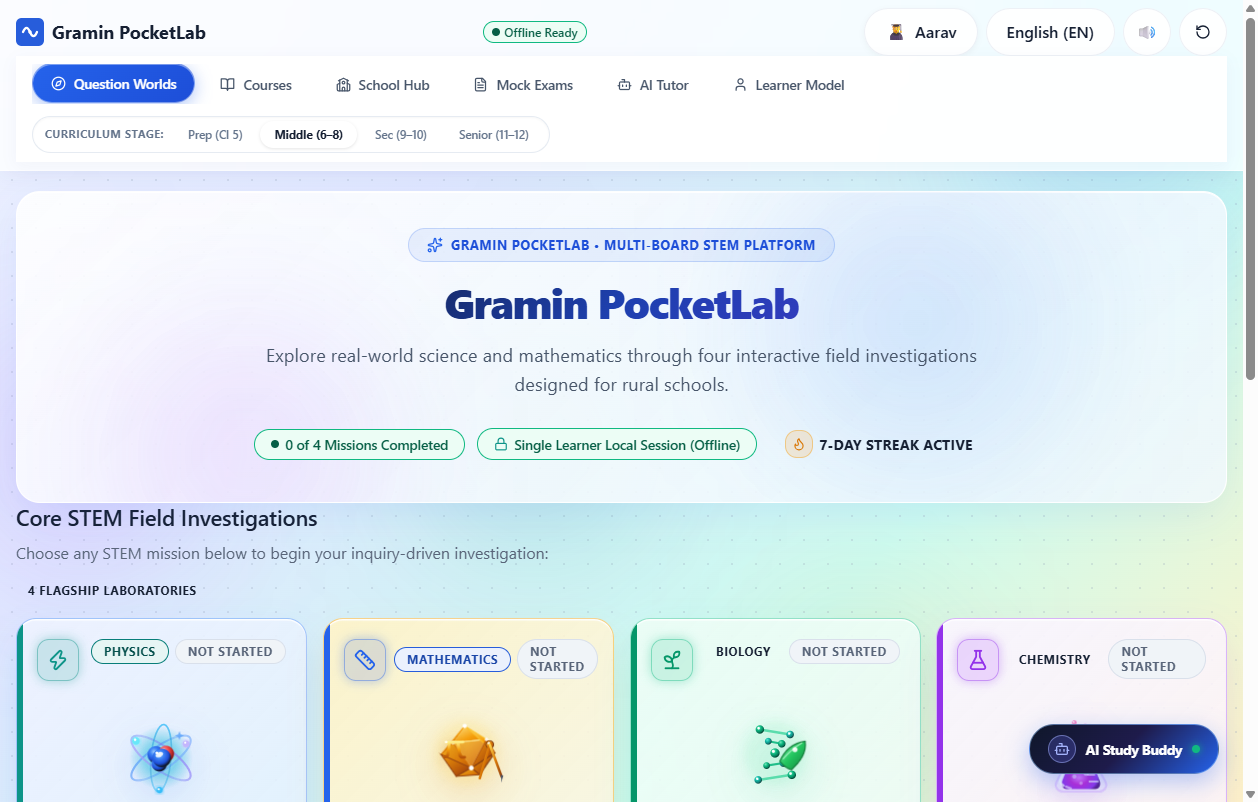 Gramin PocketLab
Offline Ready
Aarav
English (EN)
Question Worlds
Courses
School Hub
Mock Exams
AI Tutor
Learner Model
CURRICULUM STAGE:
Prep (Cl 5)
Middle (6–8)
Sec (9–10)
Senior (11–12)
GRAMIN POCKETLAB • MULTI-BOARD STEM PLATFORM
Gramin PocketLab
Explore real-world science and mathematics through four interactive field investigations
designed for rural schools.
0 of 4 Missions Completed
Single Learner Local Session (Offline)
7-DAY STREAK ACTIVE
Core STEM Field Investigations
Choose any STEM mission below to begin your inquiry-driven investigation:
4 FLAGSHIP LABORATORIES
PHYSICS
NOT STARTED
MATHEMATICS
NOT
STARTED
BIOLOGY
NOT STARTED
CHEMISTRY
NOT
STARTED
AI Study Buddy